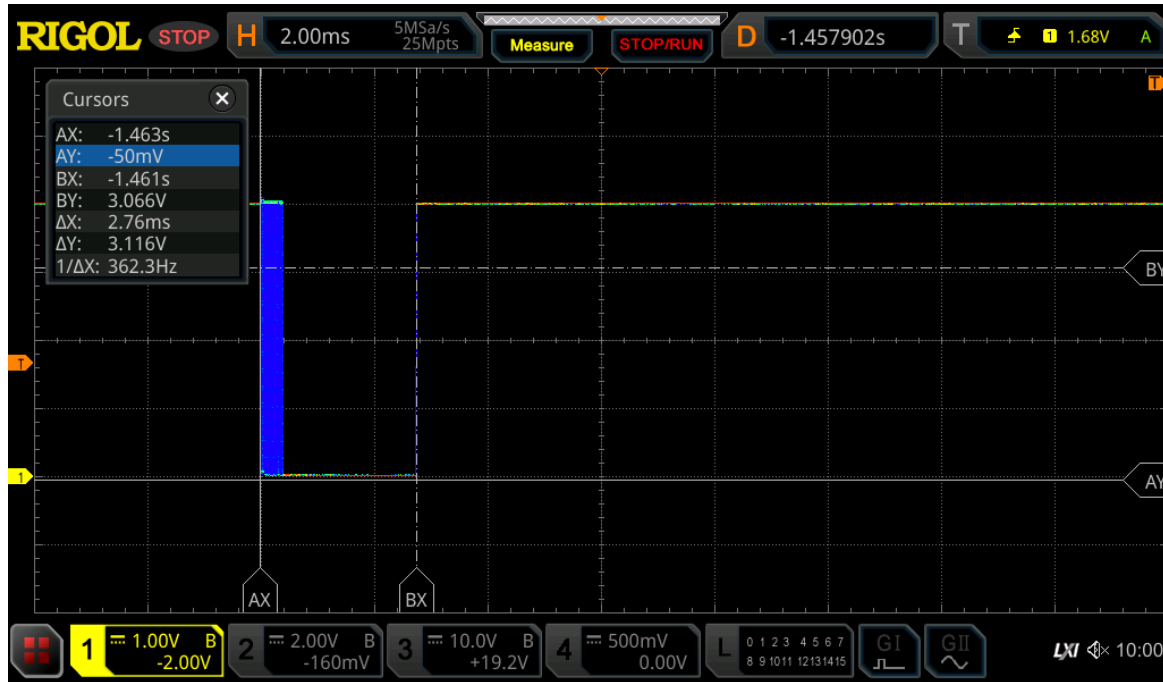 RIGOL STOP H 2.00ms 5MSa/s 25Mpts Measure STOP/RUN D -1.457902s T 1 1.68V A
T
Cursors
AX: -1.463s
AY: -50mV
BX: -1.461s
BY: 3.066V
ΔX: 2.76ms
ΔY: 3.116V
1/ΔX: 362.3Hz
BY
T
1
AY
AX BX
1 1.00V B -2.00V 2 2.00V B -160mV 3 10.0V B +19.2V 4 500mV 0.00V L 0 1 2 3 4 5 6 7 8 9 10 11 12 13 14 15 GI GII LXI 10:00